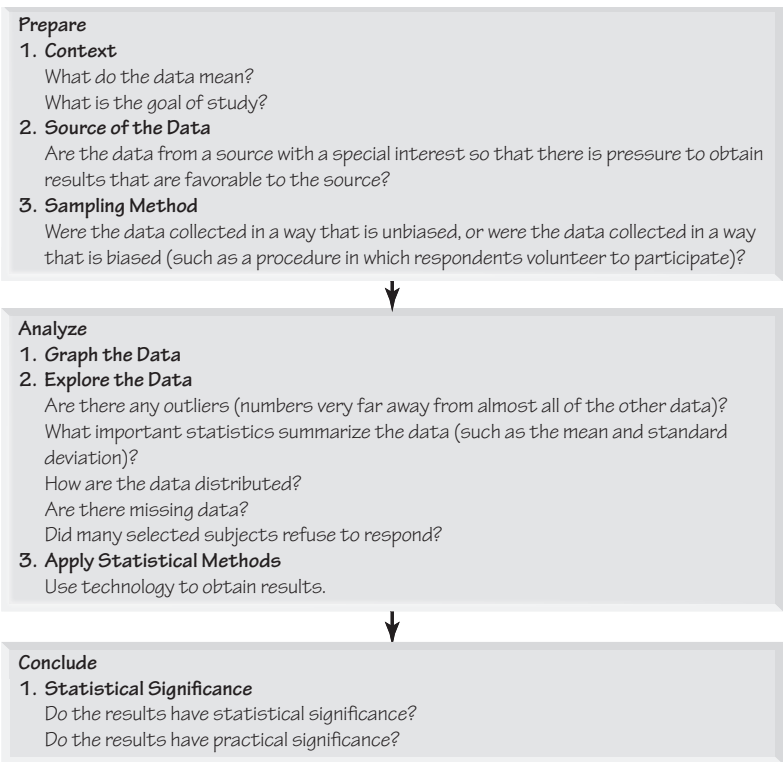 Prepare
1. Context
What do the data mean?
What is the goal of study?
2. Source of the Data
Are the data from a source with a special interest so that there is pressure to obtain
results that are favorable to the source?
3. Sampling Method
Were the data collected in a way that is unbiased, or were the data collected in a way
that is biased (such as a procedure in which respondents volunteer to participate)?
Analyze
1. Graph the Data
2. Explore the Data
Are there any outliers (numbers very far away from almost all of the other data)?
What important statistics summarize the data (such as the mean and standard
deviation)?
How are the data distributed?
Are there missing data?
Did many selected subjects refuse to respond?
3. Apply Statistical Methods
Use technology to obtain results.
Conclude
1. Statistical Significance
Do the results have statistical significance?
Do the results have practical significance?